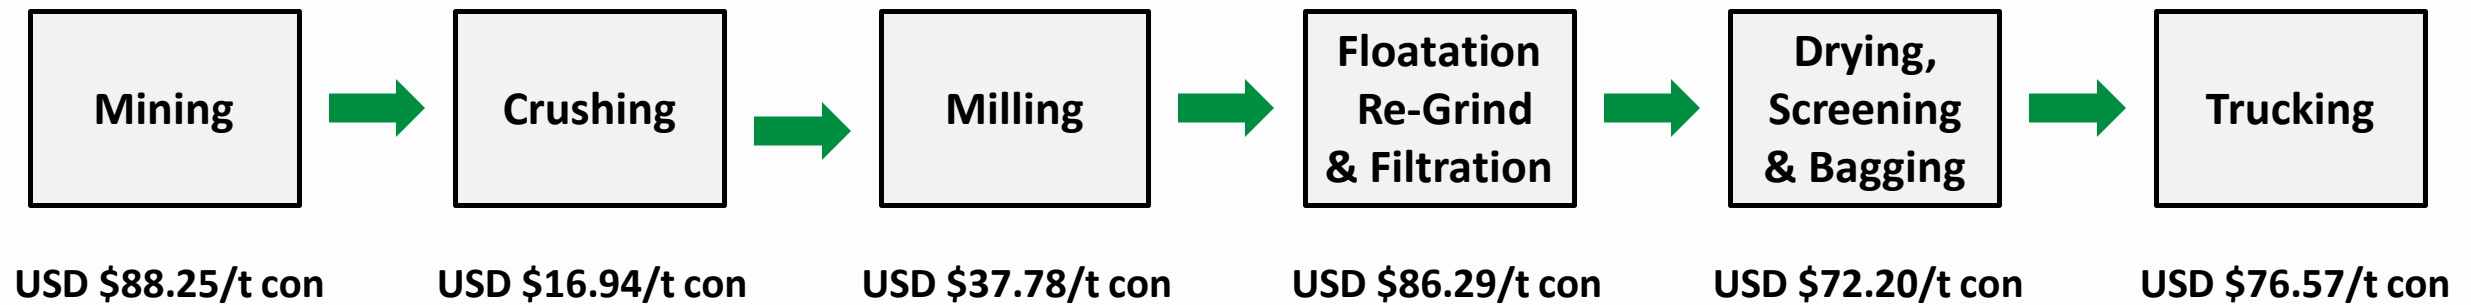 Mining
Crushing
Milling
Floatation
Re-Grind
& Filtration
Drying,
Screening
& Bagging
Trucking
USD $88.25/t con
USD $16.94/t con
USD $37.78/t con
USD $86.29/t con
USD $72.20/t con
USD $76.57/t con